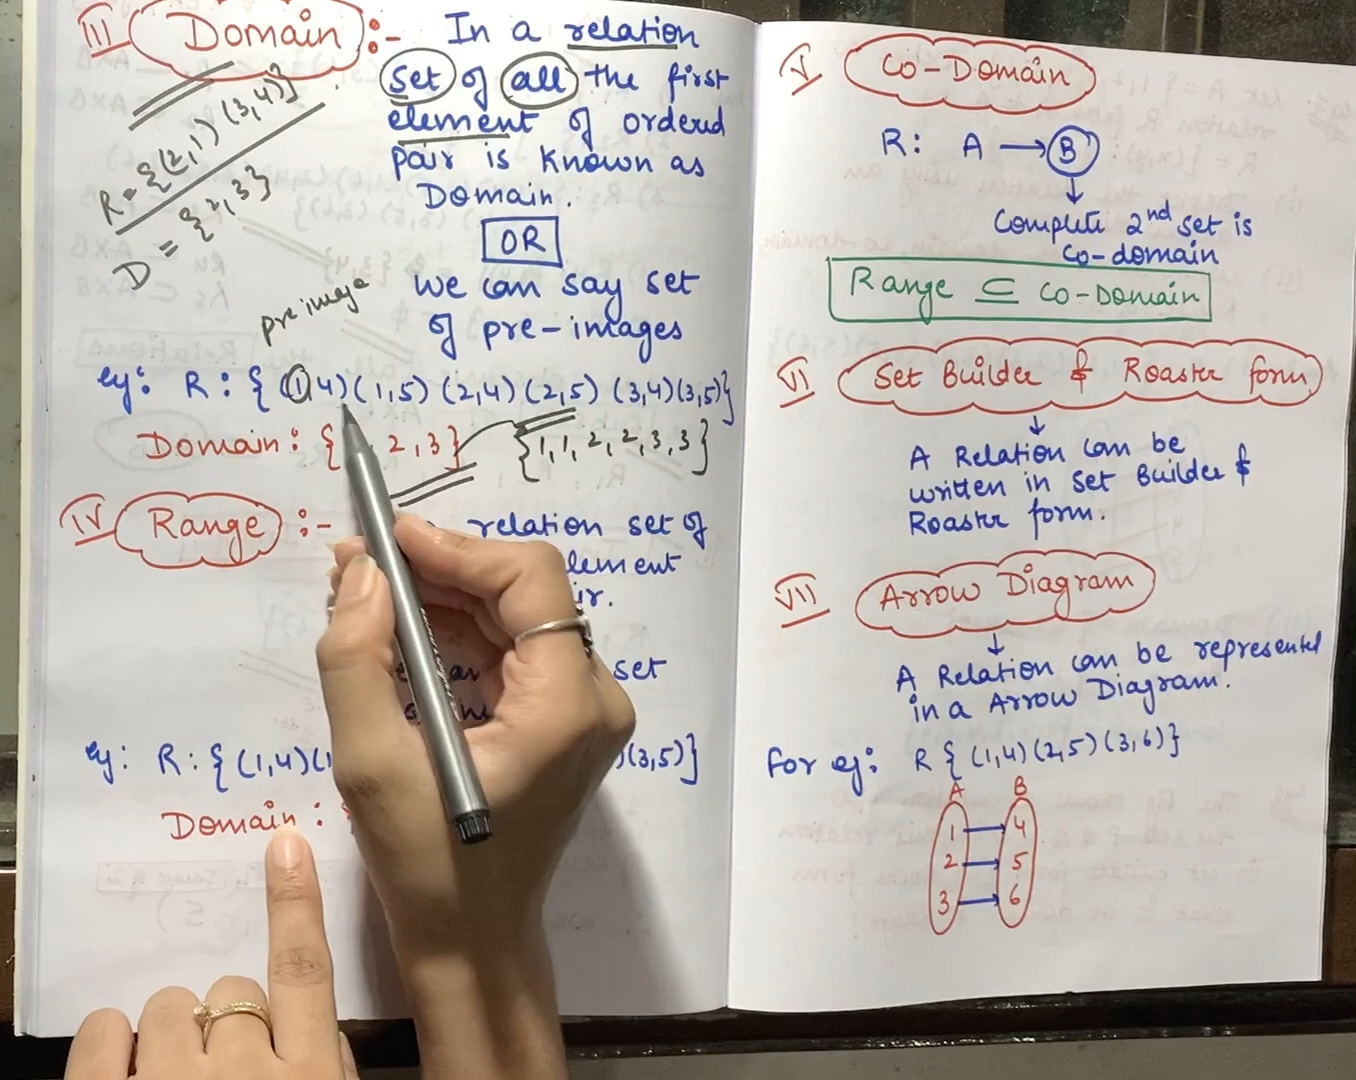 III Domain :- In a relation
set of all the first
element of ordered
pair is known as
Domain.
R = {(2,1) (3,4)}
D = {2,3}
OR
we can say set
of pre-images
pre image
eg: R : { (1,4) (1,5) (2,4) (2,5) (3,4) (3,5)}
Domain : { 2, 3} {1, 1, 2, 2, 3, 3}
IV Range :- relation set of
lement
set
eg: R : { (1,4) (1, (3,5)}
Domain :
V Co-Domain
R : A → B
Complete 2nd set is
Co-domain
Range ⊆ Co-Domain
VI Set Builder & Roaster form
A Relation can be
written in Set Builder &
Roaster form.
VII Arrow Diagram
A Relation can be represented
in a Arrow Diagram.
For eg: R { (1,4) (2,5) (3,6) }
A B
1 → 4
2 → 5
3 → 6